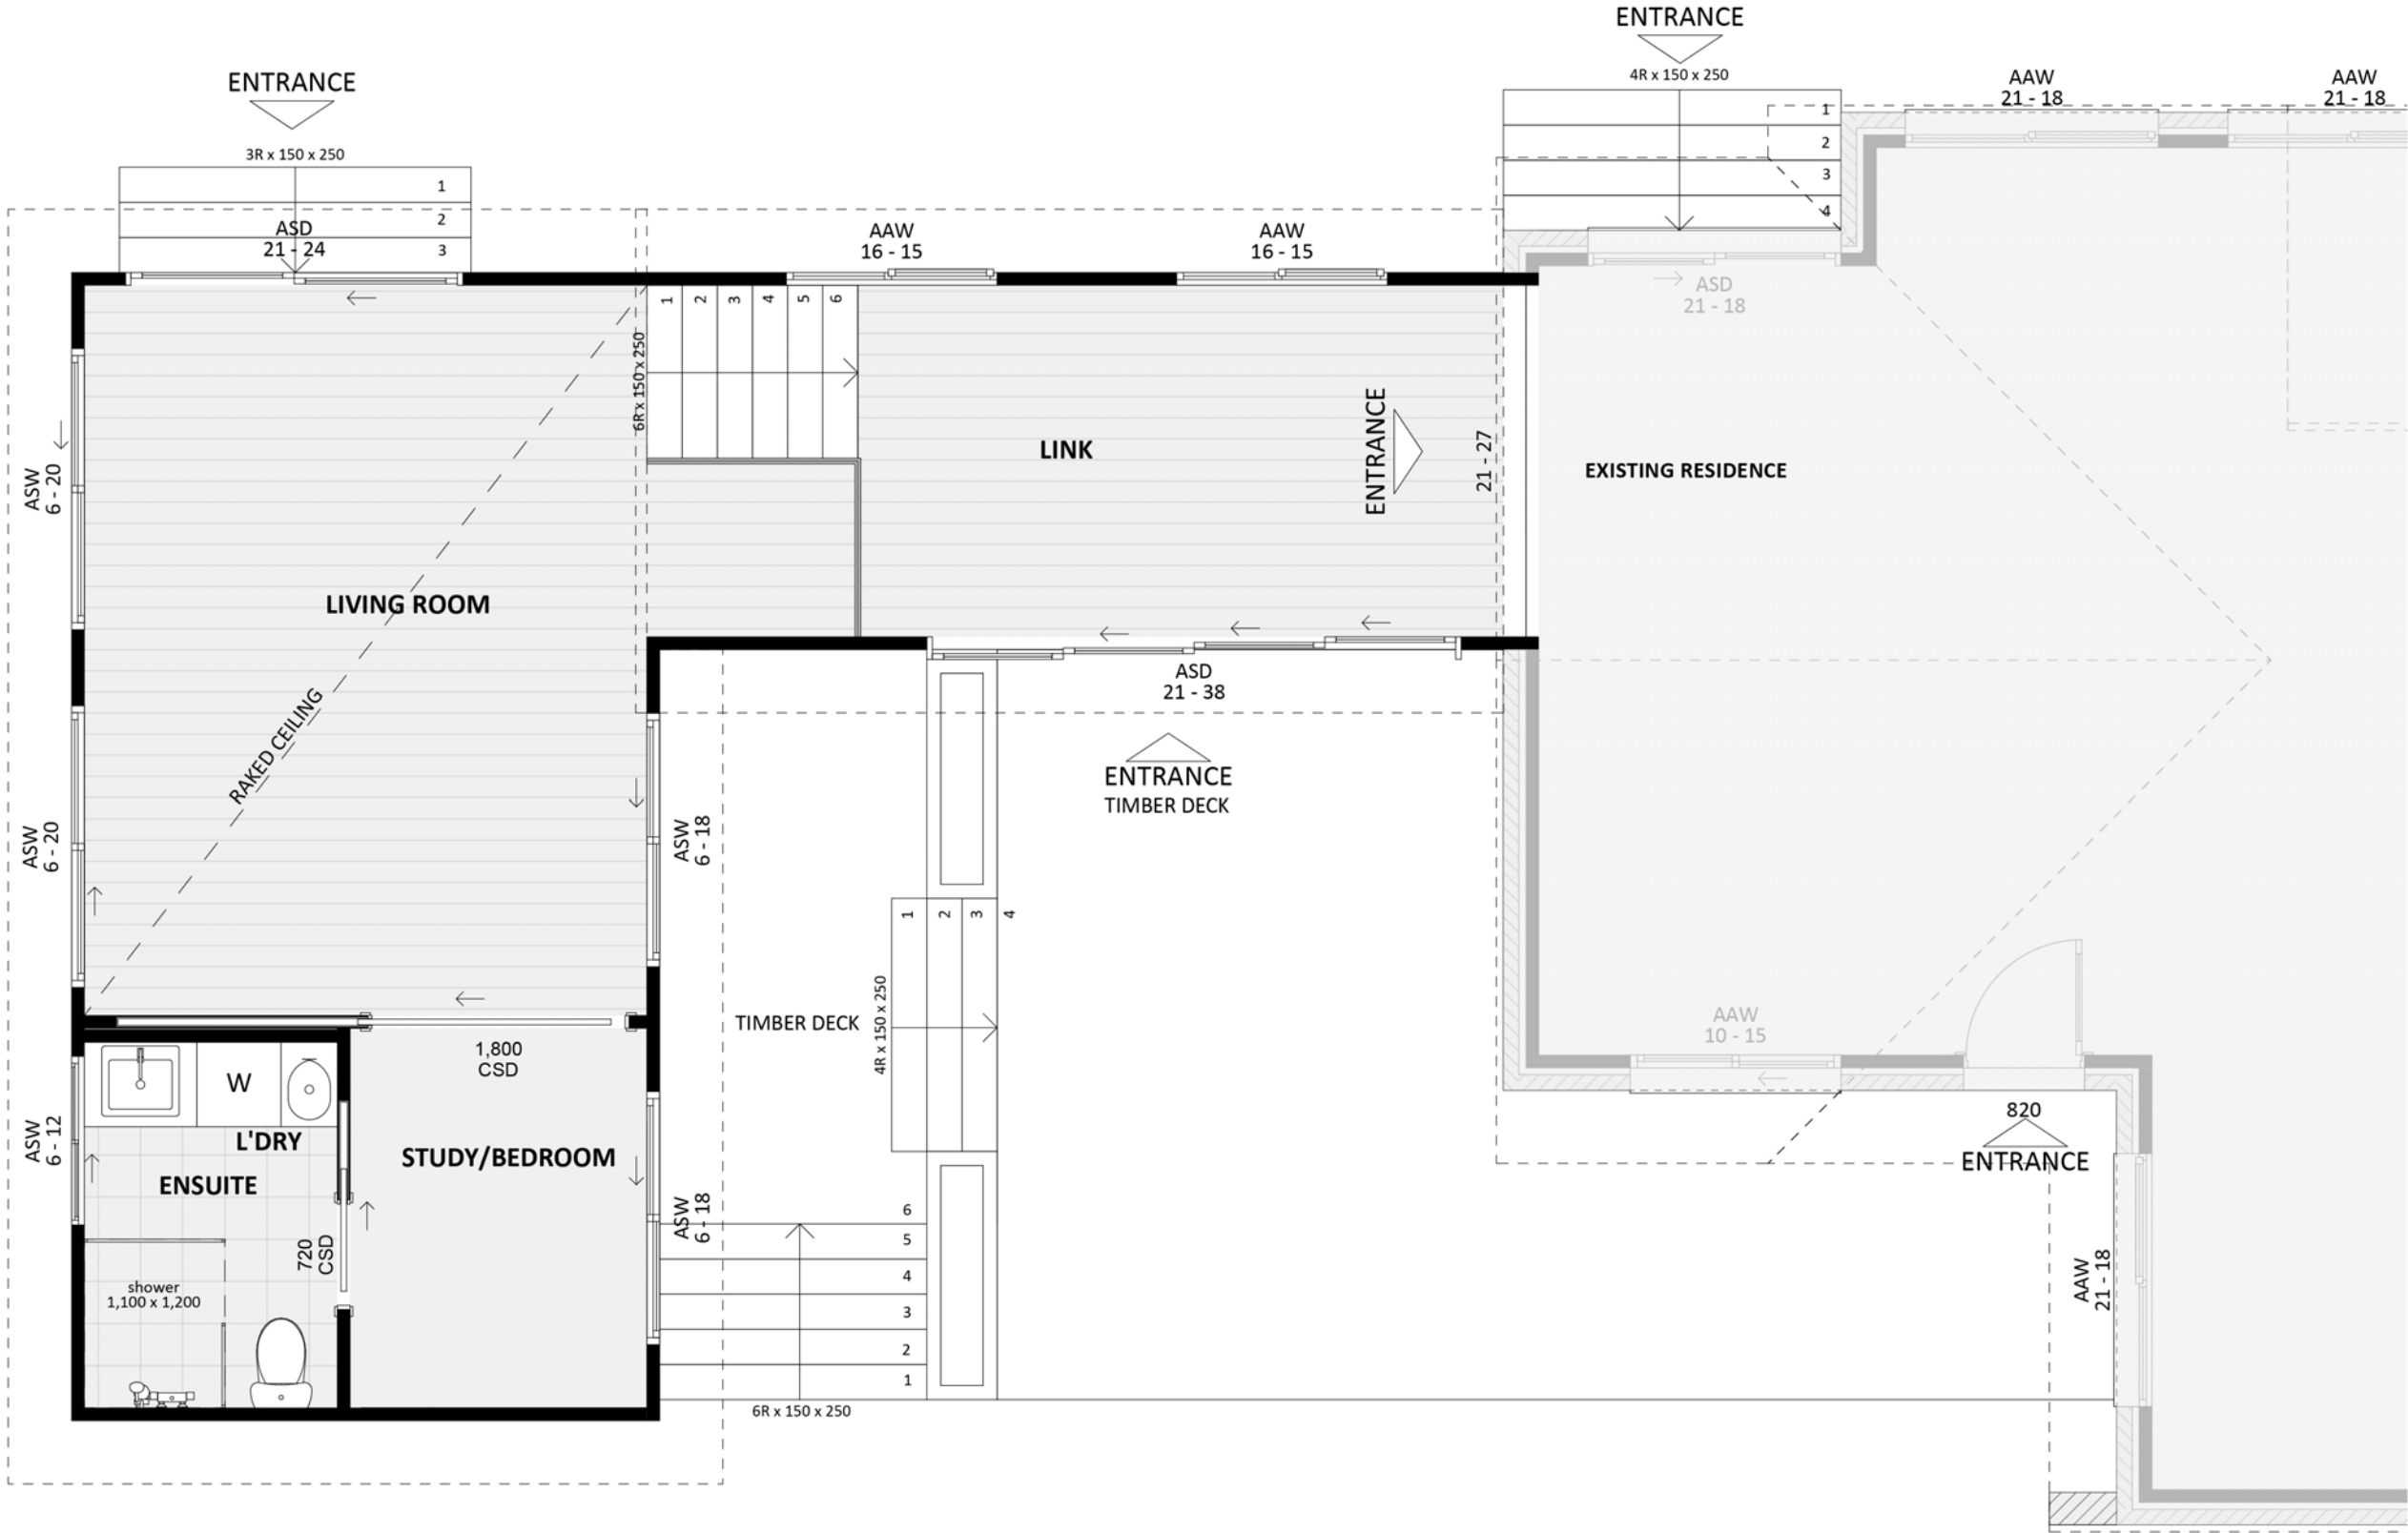 ENTRANCE
4R x 150 x 250
1
2
3
4
AAW
21 - 18
AAW
21 - 18
ENTRANCE
3R x 150 x 250
1
2
3
ASD
21 - 24
AAW
16 - 15
AAW
16 - 15
ASD
21 - 18
1
2
3
4
5
6
6R x 150 x 250
LINK
ENTRANCE
21 - 27
EXISTING RESIDENCE
ASW
6 - 20
LIVING ROOM
RAKED CEILING
ASD
21 - 38
ENTRANCE
TIMBER DECK
ASW
6 - 20
ASW
6 - 18
1
2
3
4
4R x 150 x 250
TIMBER DECK
AAW
10 - 15
1,800
CSD
W
L'DRY
ENSUITE
ASW
6 - 12
STUDY/BEDROOM
720
CSD
shower
1,100 x 1,200
ASW
6 - 18
6
5
4
3
2
1
6R x 150 x 250
820
ENTRANCE
AAW
21 - 18